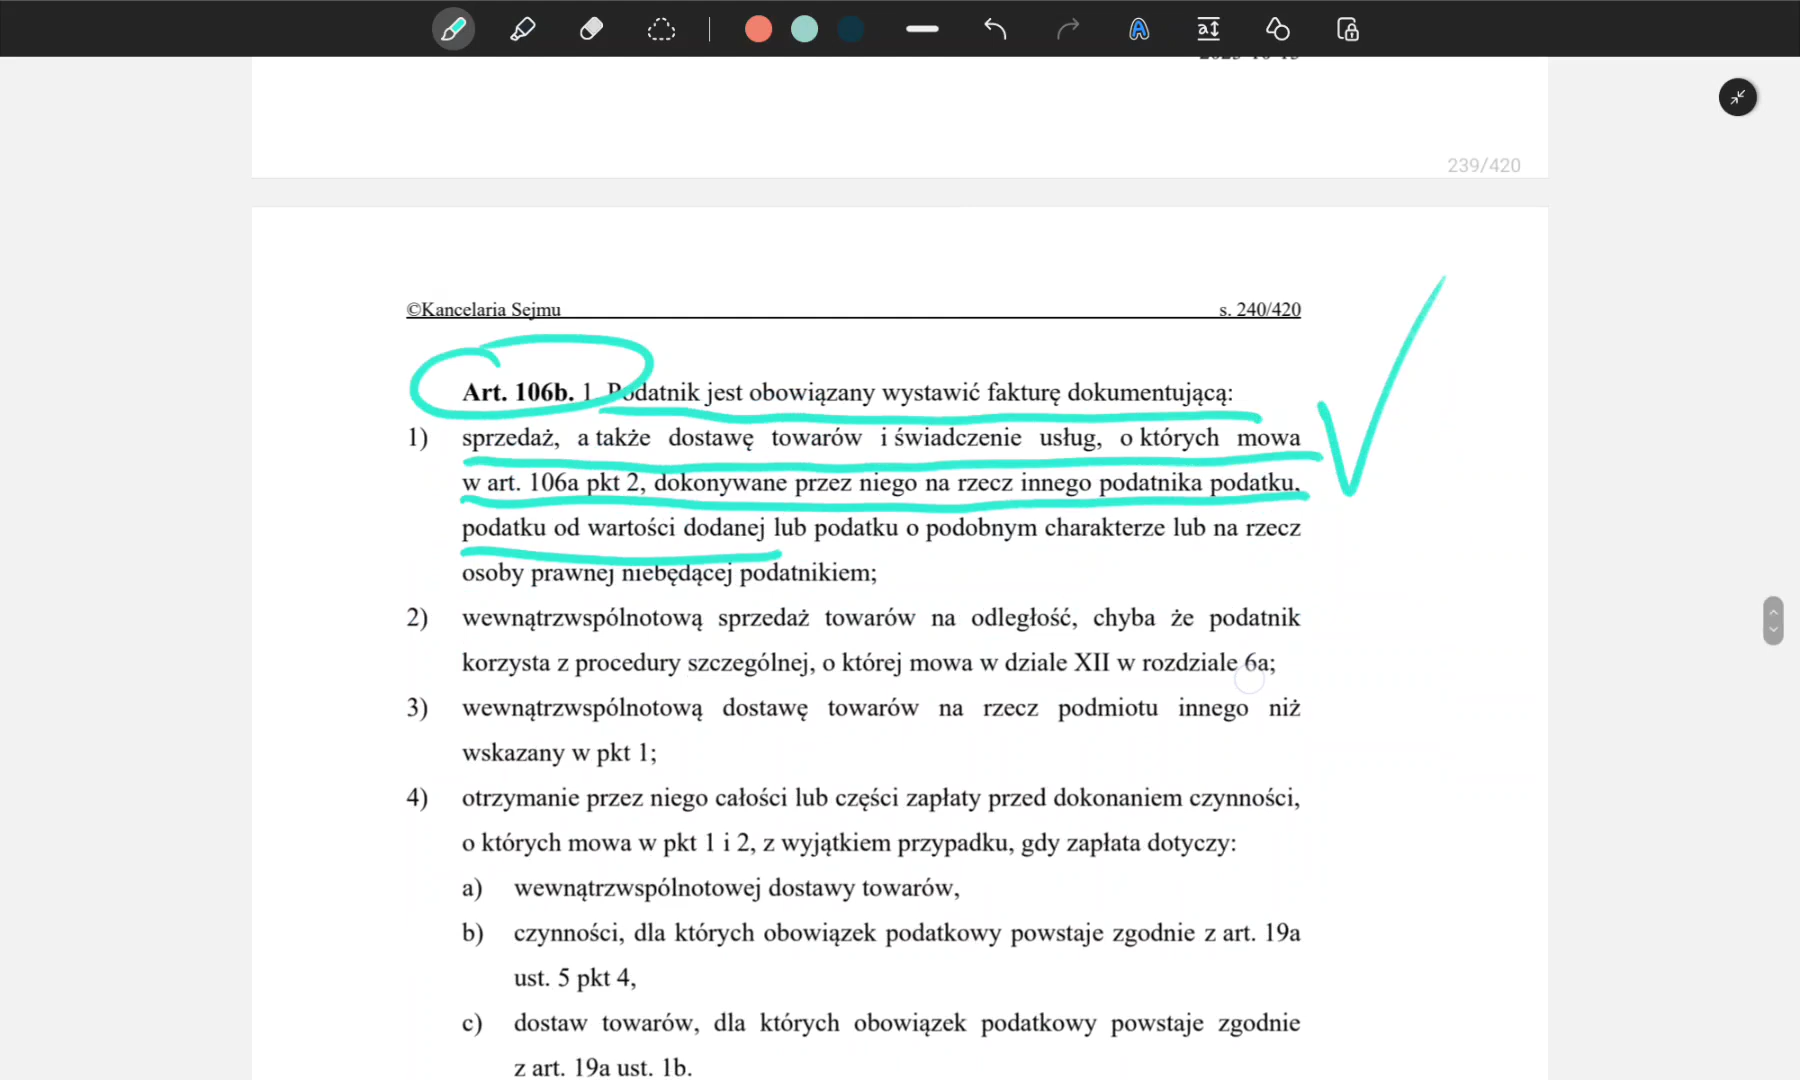 239/420
©Kancelaria Sejmu s. 240/420
Art. 106b. 1. Podatnik jest obowiązany wystawić fakturę dokumentującą:
1) sprzedaż, a także dostawę towarów i świadczenie usług, o których mowa
w art. 106a pkt 2, dokonywane przez niego na rzecz innego podatnika podatku,
podatku od wartości dodanej lub podatku o podobnym charakterze lub na rzecz
osoby prawnej niebędącej podatnikiem;
2) wewnątrzwspólnotową sprzedaż towarów na odległość, chyba że podatnik
korzysta z procedury szczególnej, o której mowa w dziale XII w rozdziale 6a;
3) wewnątrzwspólnotową dostawę towarów na rzecz podmiotu innego niż
wskazany w pkt 1;
4) otrzymanie przez niego całości lub części zapłaty przed dokonaniem czynności,
o których mowa w pkt 1 i 2, z wyjątkiem przypadku, gdy zapłata dotyczy:
a) wewnątrzwspólnotowej dostawy towarów,
b) czynności, dla których obowiązek podatkowy powstaje zgodnie z art. 19a
ust. 5 pkt 4,
c) dostaw towarów, dla których obowiązek podatkowy powstaje zgodnie
z art. 19a ust. 1b.